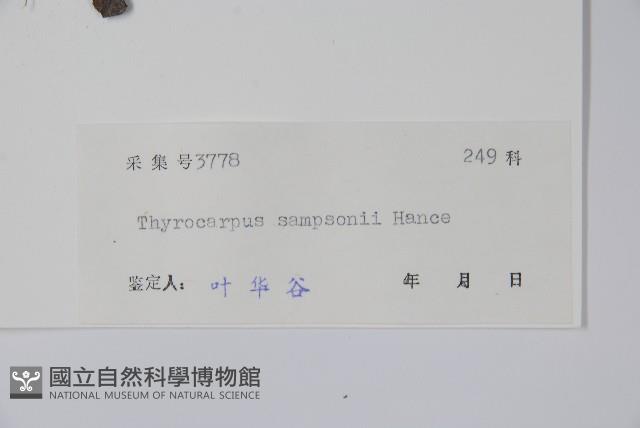 采集号3778 249科
Thyrocarpus sampsonii Hance
鉴定人: 叶华谷 年 月 日
國立自然科學博物館
NATIONAL MUSEUM OF NATURAL SCIENCE